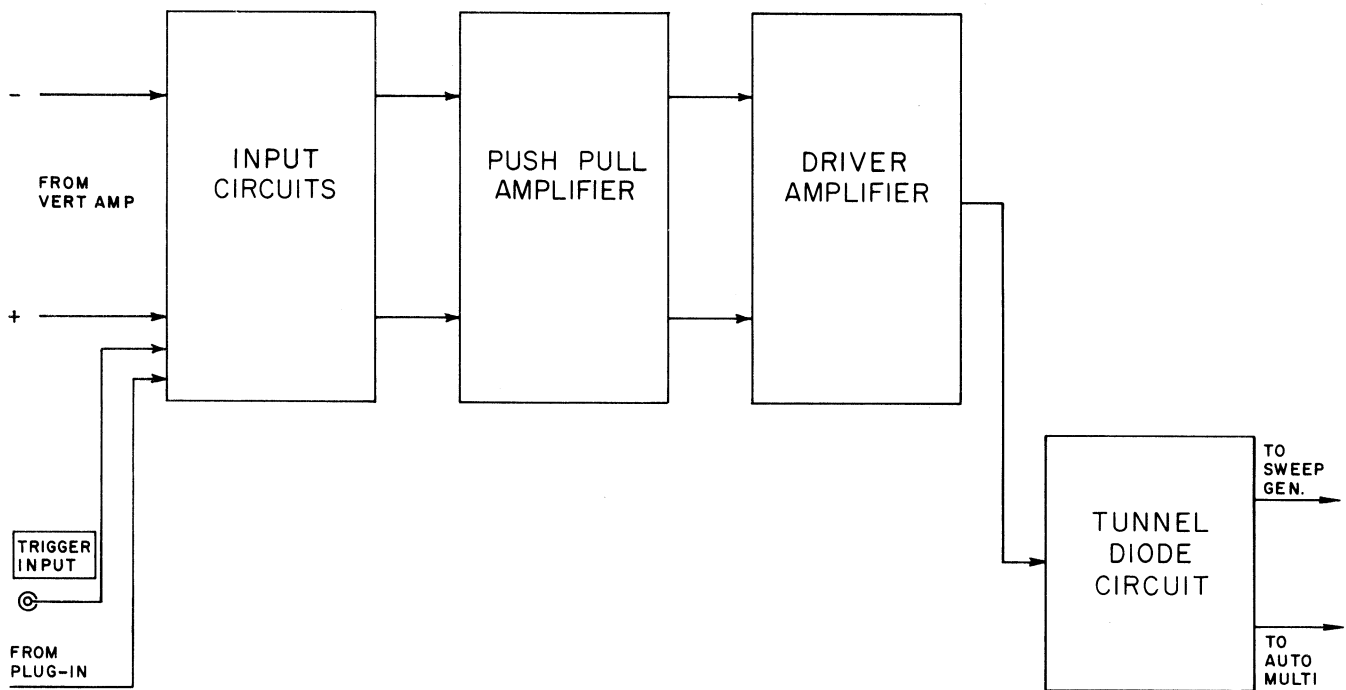 -
FROM
VERT AMP
+
INPUT
CIRCUITS
PUSH PULL
AMPLIFIER
DRIVER
AMPLIFIER
TRIGGER
INPUT
FROM
PLUG-IN
TUNNEL
DIODE
CIRCUIT
TO
SWEEP
GEN.
TO
AUTO
MULTI